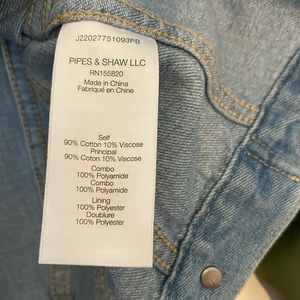 J22027751093PB
PIPES & SHAW LLC
RN155820
Made in China
Fabriqué en Chine
Self
90% Cotton 10% Viscose
Principal
90% Coton 10% Viscose
Combo
100% Polyamide
Combo
100% Polyamide
Lining
100% Polyester
Doublure
100% Polyester